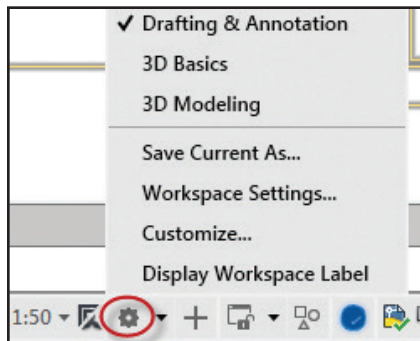 Drafting & Annotation
3D Basics
3D Modeling
Save Current As...
Workspace Settings...
Customize...
Display Workspace Label
1:50